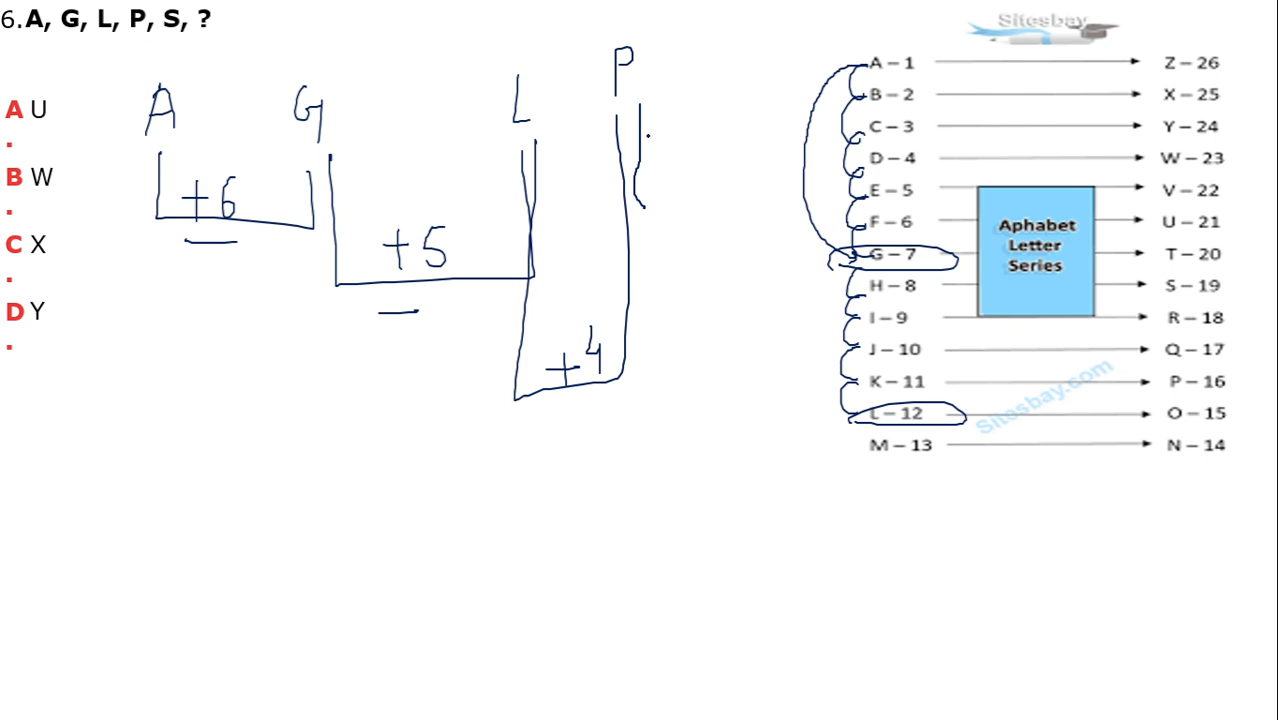 6.A, G, L, P, S, ?
A U
.
B W
.
C X
.
D Y
.
A G L P
+6
+5
+4
Sitesbay
A – 1 Z – 26
B – 2 X – 25
C – 3 Y – 24
D – 4 W – 23
E – 5 V – 22
F – 6 U – 21
G – 7 T – 20
H – 8 S – 19
I – 9 R – 18
J – 10 Q – 17
K – 11 P – 16
L – 12 O – 15
M – 13 N – 14
Aphabet
Letter
Series
Sitesbay.com